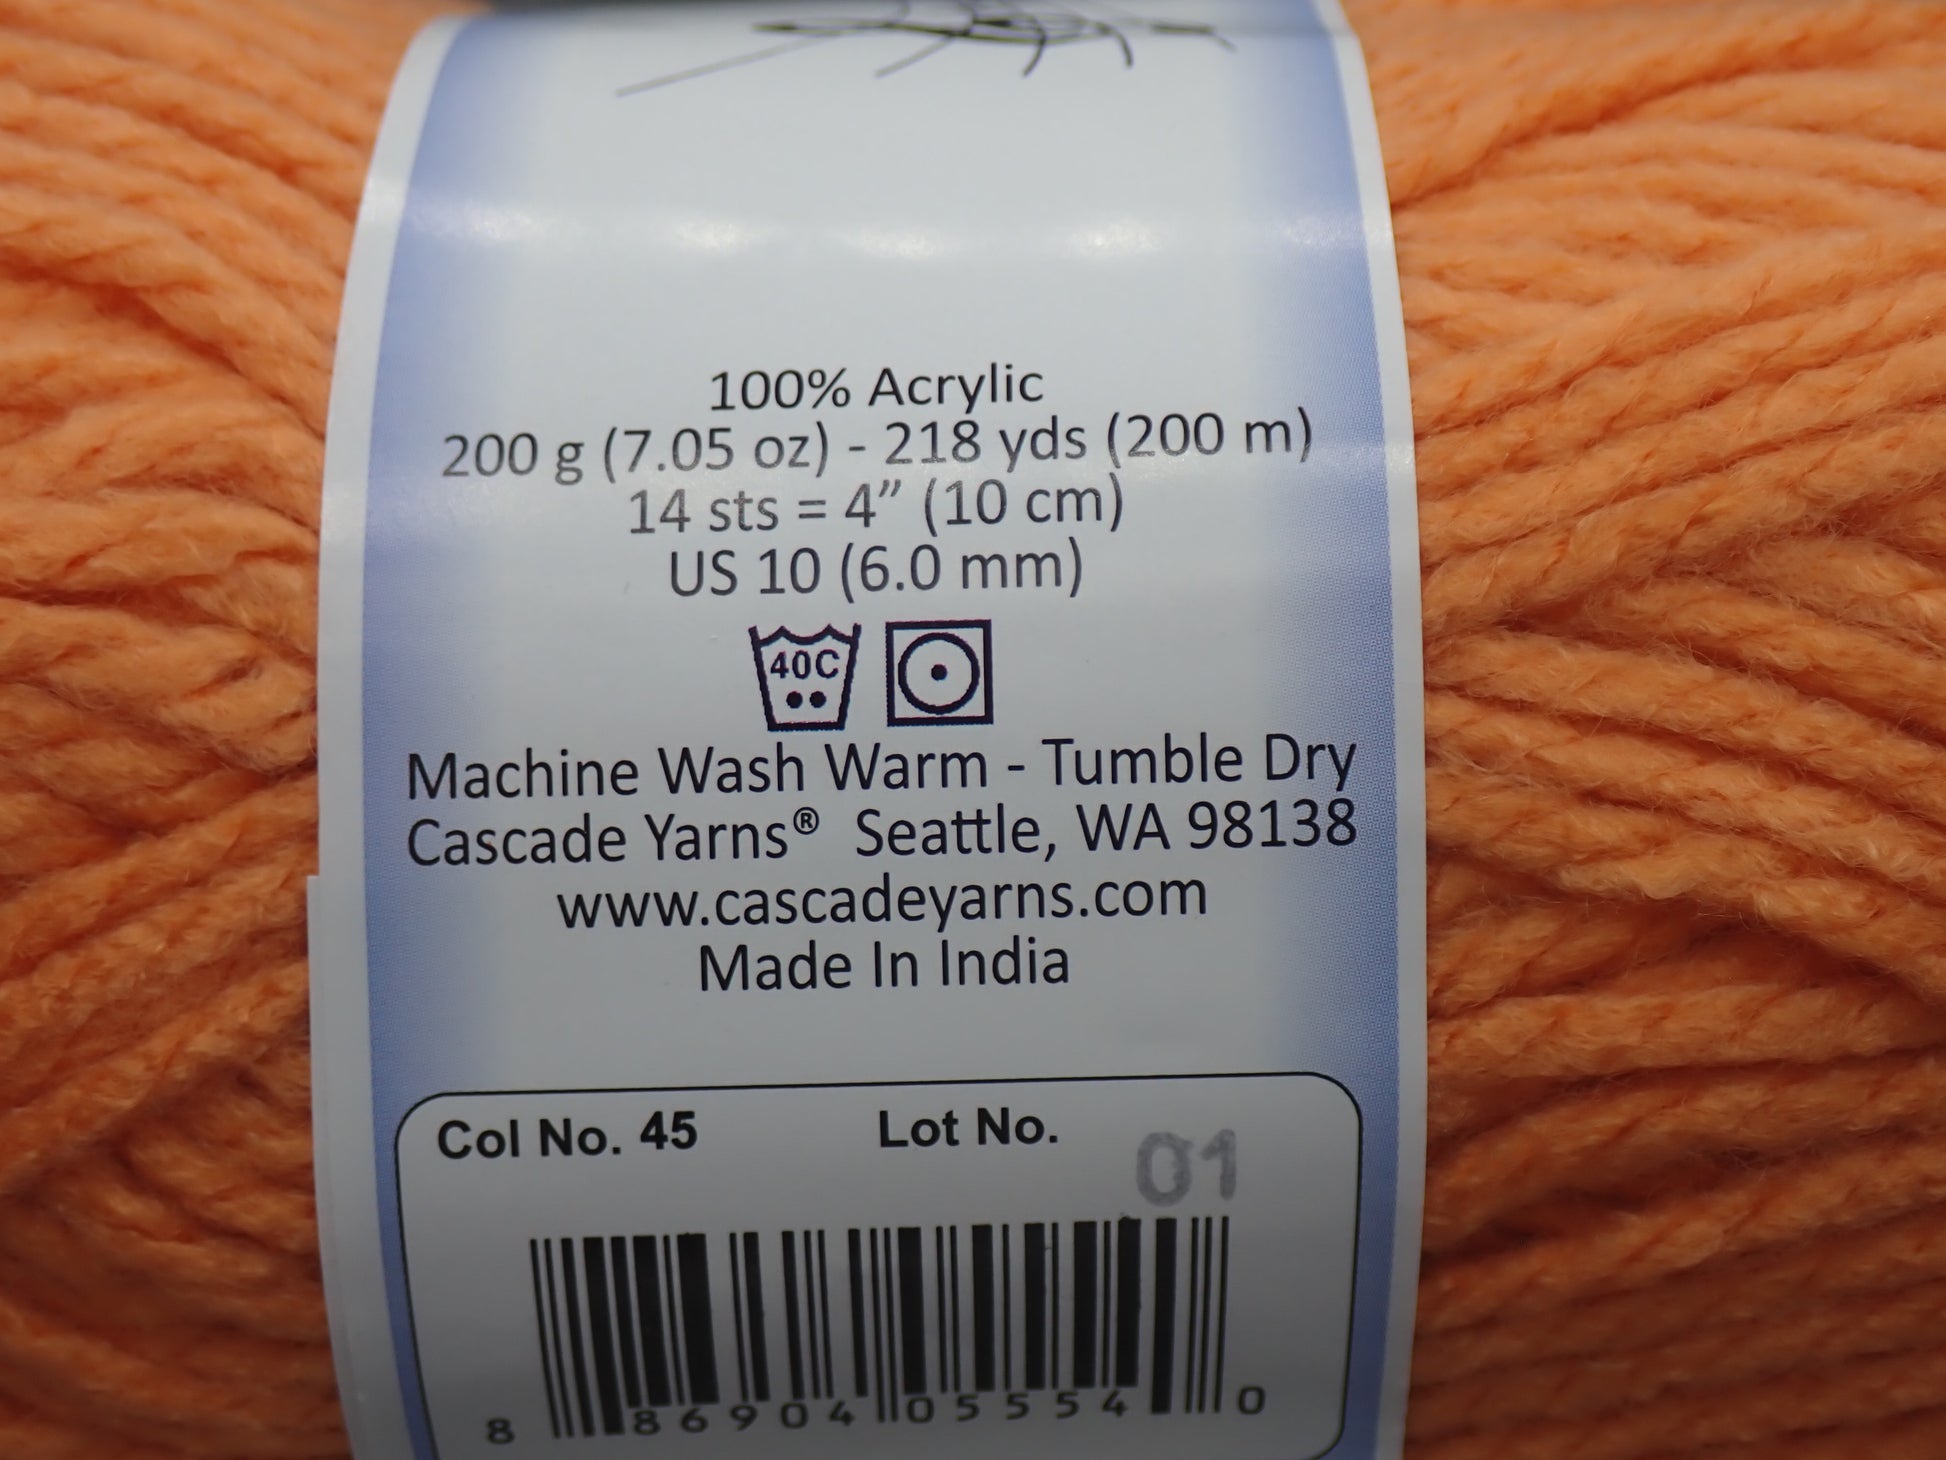 100% Acrylic
200 g (7.05 oz) - 218 yds (200 m)
14 sts = 4” (10 cm)
US 10 (6.0 mm)
40C
Machine Wash Warm - Tumble Dry
Cascade Yarns® Seattle, WA 98138
www.cascadeyarns.com
Made In India
Col No. 45 Lot No. 01
8 86904 05554 0